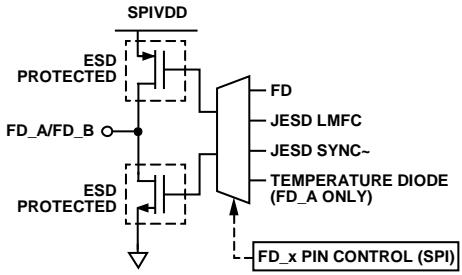 SPIVDD
ESD
PROTECTED
FD
JESD LMFC
FD_A/FD_B
JESD SYNC~
ESD
PROTECTED
TEMPERATURE DIODE
(FD_A ONLY)
FD_x PIN CONTROL (SPI)